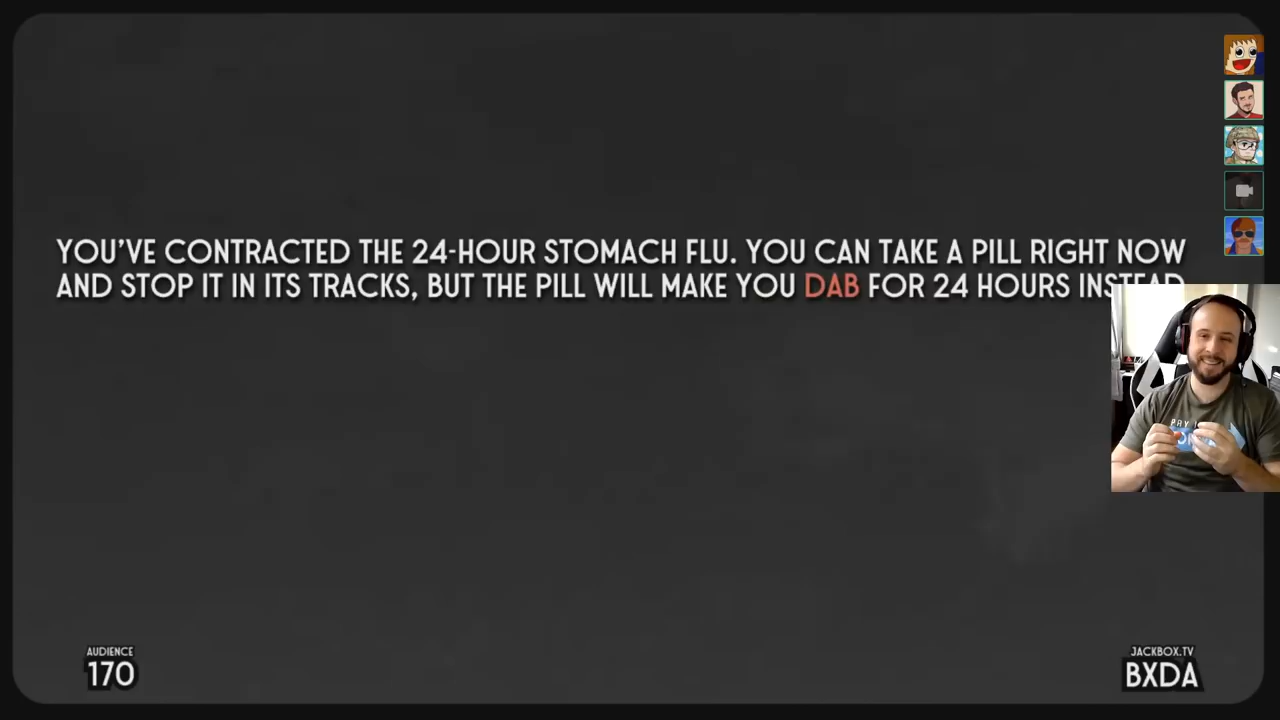 YOU'VE CONTRACTED THE 24-HOUR STOMACH FLU. YOU CAN TAKE A PILL RIGHT NOW
AND STOP IT IN ITS TRACKS, BUT THE PILL WILL MAKE YOU DAB FOR 24 HOURS INSTEAD.
AUDIENCE
170
JACKBOX.TV
BXDA